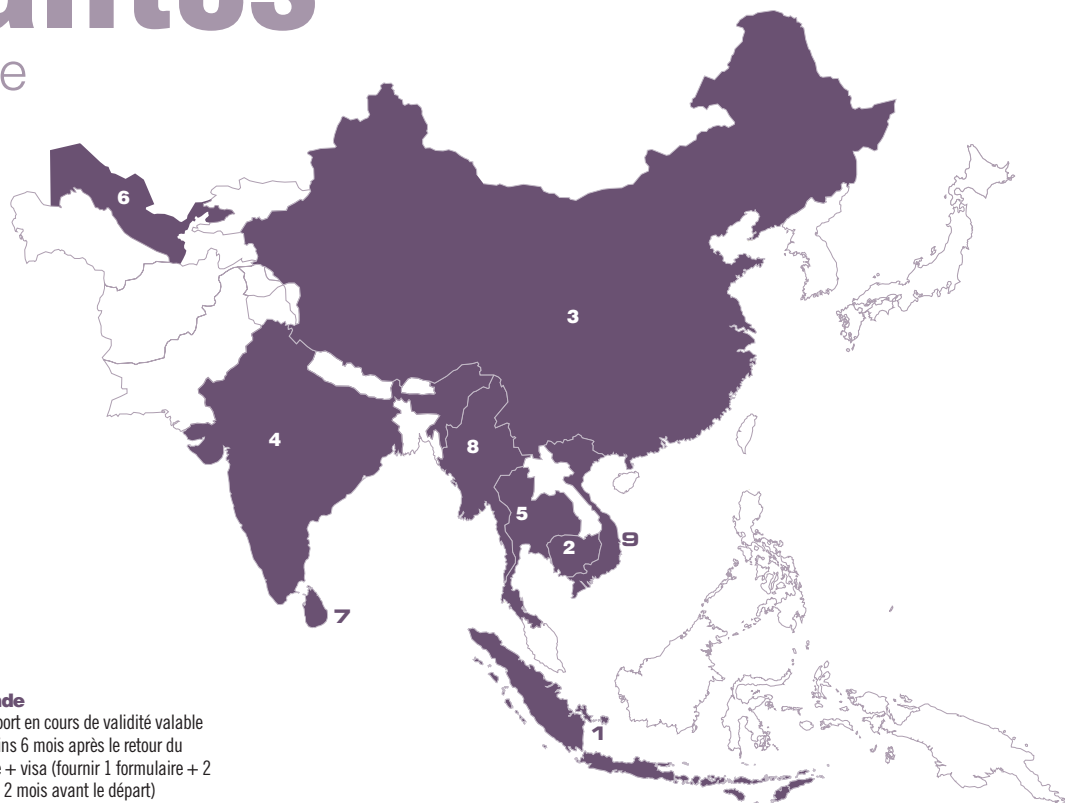 6
3
4
8
5
2
9
7
1
port en cours de validité valable
6 mois après le retour du
+ visa (fournir 1 formulaire + 2
2 mois avant le départ)